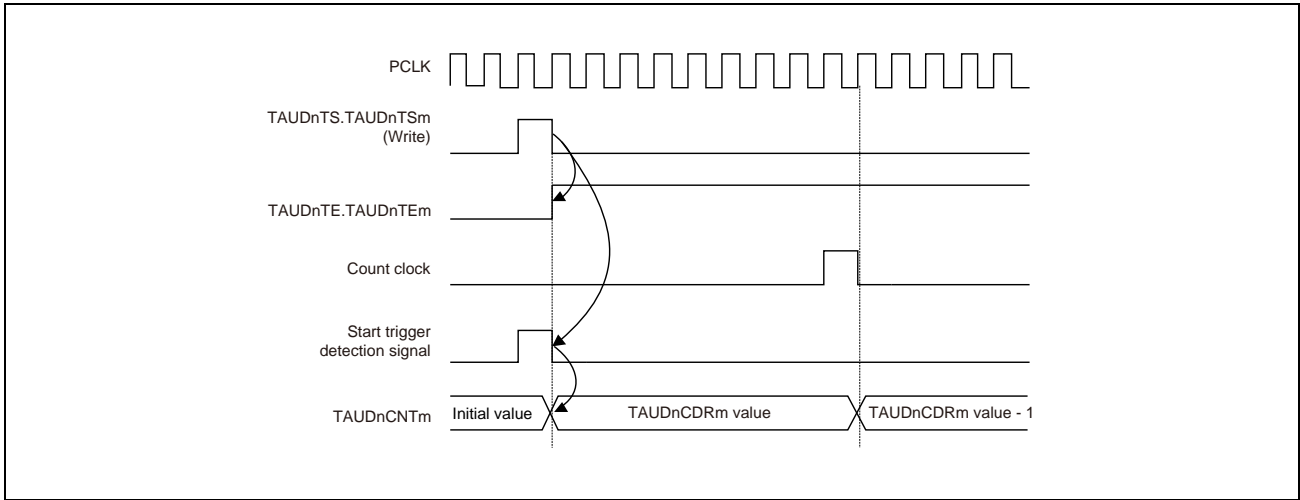 PCLK
TAUDnTS.TAUDnTSm
(Write)
TAUDnTE.TAUDnTEm
Count clock
Start trigger
detection signal
TAUDnCNTm
Initial value
TAUDnCDRm value
TAUDnCDRm value - 1